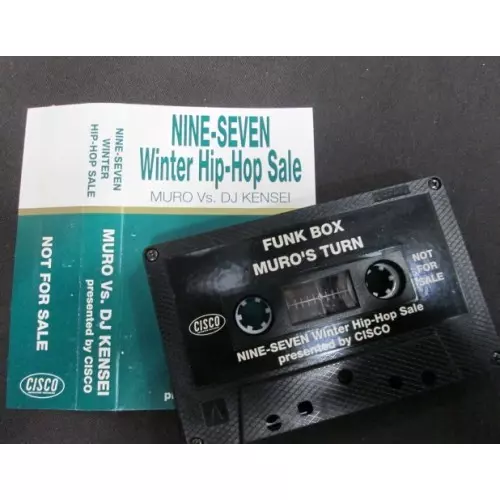 NINE-SEVEN
Winter Hip-Hop Sale
MURO Vs. DJ KENSEI
NINE-SEVEN
WINTER
HIP-HOP SALE
MURO Vs. DJ KENSEI
presented by CISCO
NOT FOR SALE
CISCO
FUNK BOX
MURO'S TURN
NOT
FOR
SALE
CISCO
NINE-SEVEN Winter Hip-Hop Sale
presented by CISCO
A